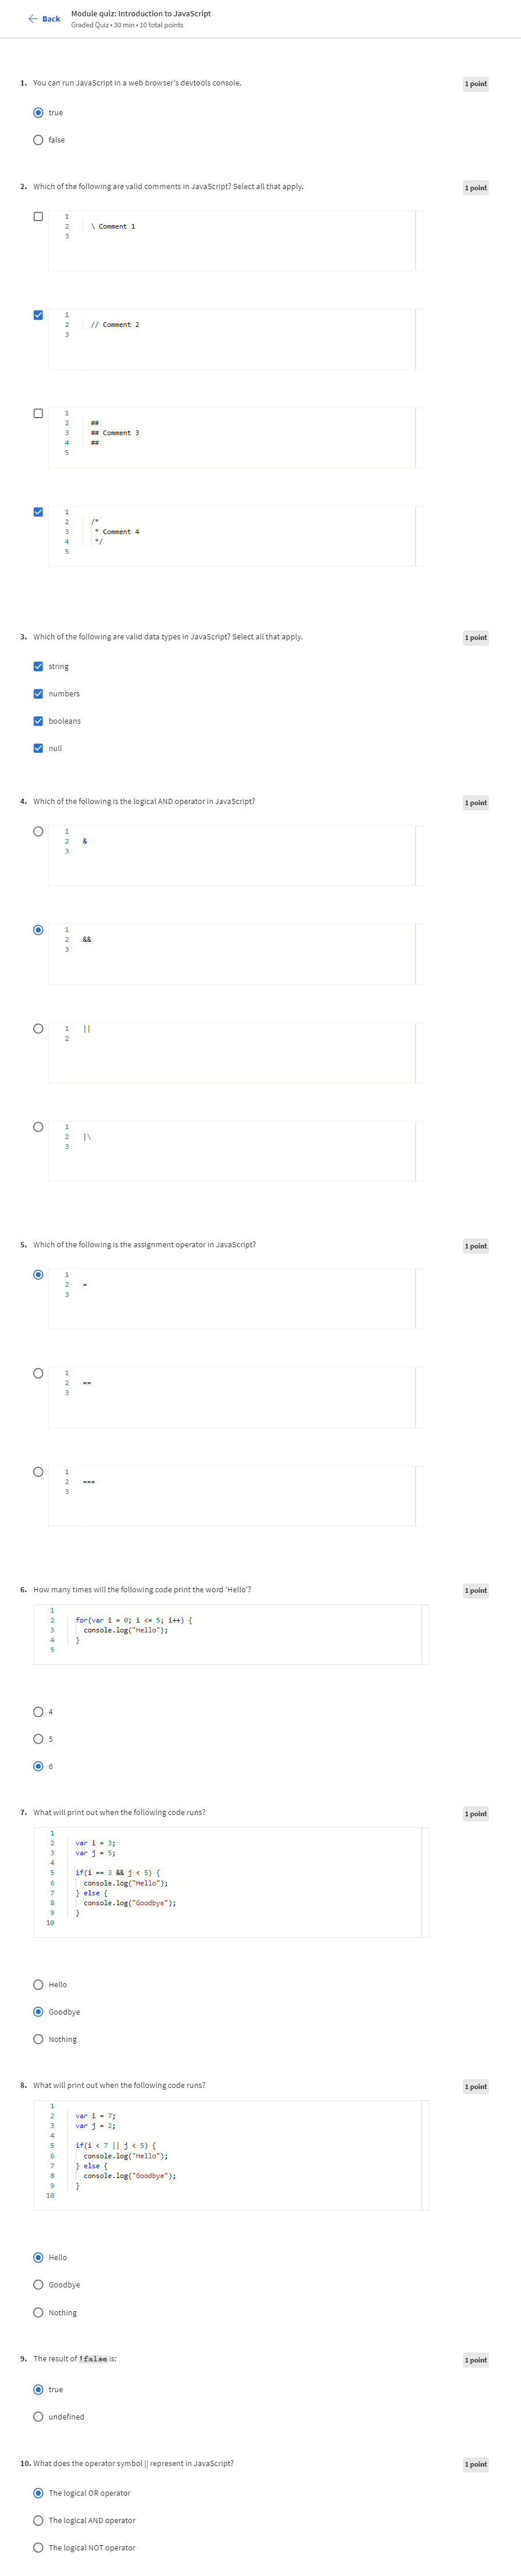 Back
Module quiz: Introduction to JavaScript
Graded Quiz • 30 min • 10 total points
1. You can run JavaScript in a web browser's devtools console.
1 point
true
false
2. Which of the following are valid comments in JavaScript? Select all that apply.
1 point
1
2 \ Comment 1
3
1
2 // Comment 2
3
1
2 ##
3 ## Comment 3
4 ##
5
1
2 /*
3 * Comment 4
4 */
5
3. Which of the following are valid data types in JavaScript? Select all that apply.
1 point
string
numbers
booleans
null
4. Which of the following is the logical AND operator in JavaScript?
1 point
1
2 &
3
1
2 &&
3
1 ||
2
1
2 |\
3
5. Which of the following is the assignment operator in JavaScript?
1 point
1
2 =
3
1
2 ==
3
1
2 ===
3
6. How many times will the following code print the word 'Hello'?
1 point
1
2 for(var i = 0; i <= 5; i++) {
3 console.log("Hello");
4 }
5
4
5
6
7. What will print out when the following code runs?
1 point
1
2 var i = 3;
3 var j = 5;
4
5 if(i == 3 && j < 5) {
6 console.log("Hello");
7 } else {
8 console.log("Goodbye");
9 }
10
Hello
Goodbye
Nothing
8. What will print out when the following code runs?
1 point
1
2 var i = 7;
3 var j = 2;
4
5 if(i < 7 || j < 5) {
6 console.log("Hello");
7 } else {
8 console.log("Goodbye");
9 }
10
Hello
Goodbye
Nothing
9. The result of !false is:
1 point
true
undefined
10. What does the operator symbol || represent in JavaScript?
1 point
The logical OR operator
The logical AND operator
The logical NOT operator